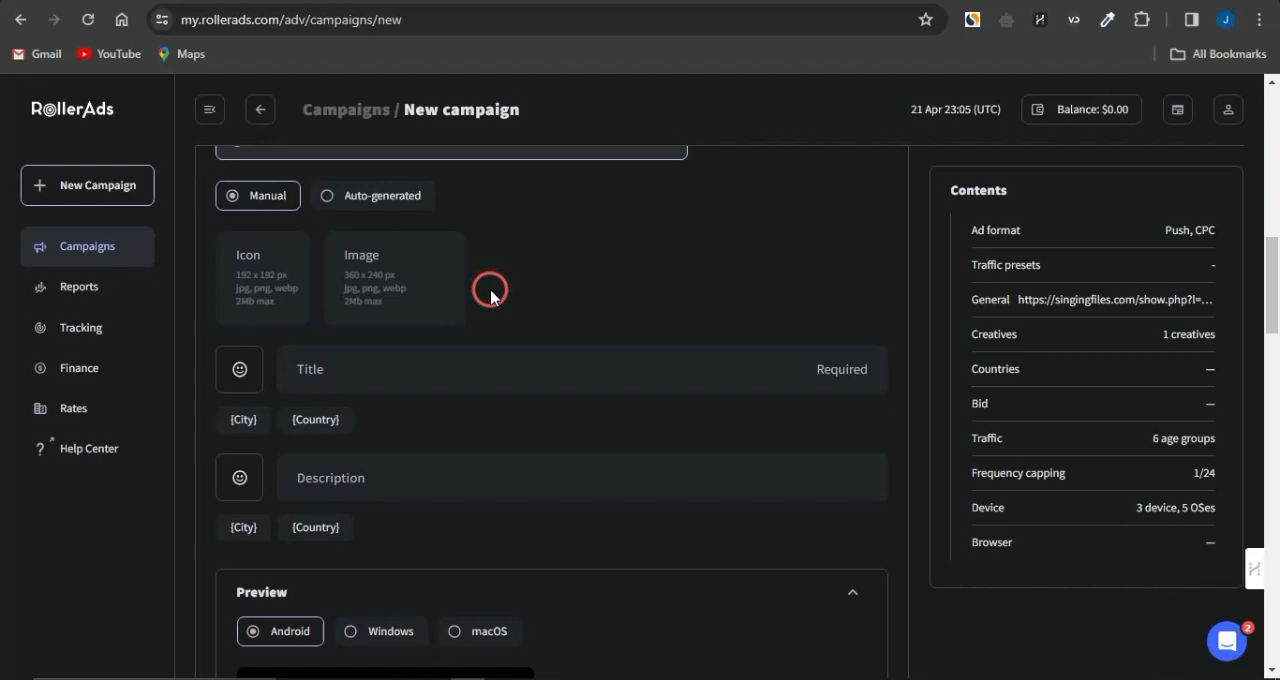 my.rollerads.com/adv/campaigns/new
Gmail
YouTube
Maps
All Bookmarks
RollerAds
Campaigns / New campaign
21 Apr 23:05 (UTC)
Balance: $0.00
New Campaign
Campaigns
Reports
Tracking
Finance
Rates
Help Center
Manual
Auto-generated
Icon
192 x 192 px
jpg, png, webp
2Mb max
Image
360 x 240 px
jpg, png, webp
2Mb max
Title
Required
{City}
{Country}
Description
{City}
{Country}
Preview
Android
Windows
macOS
Contents
Ad format Push, CPC
Traffic presets -
General https://singingfiles.com/show.php?l=...
Creatives 1 creatives
Countries —
Bid —
Traffic 6 age groups
Frequency capping 1/24
Device 3 device, 5 OSes
Browser —
2
J